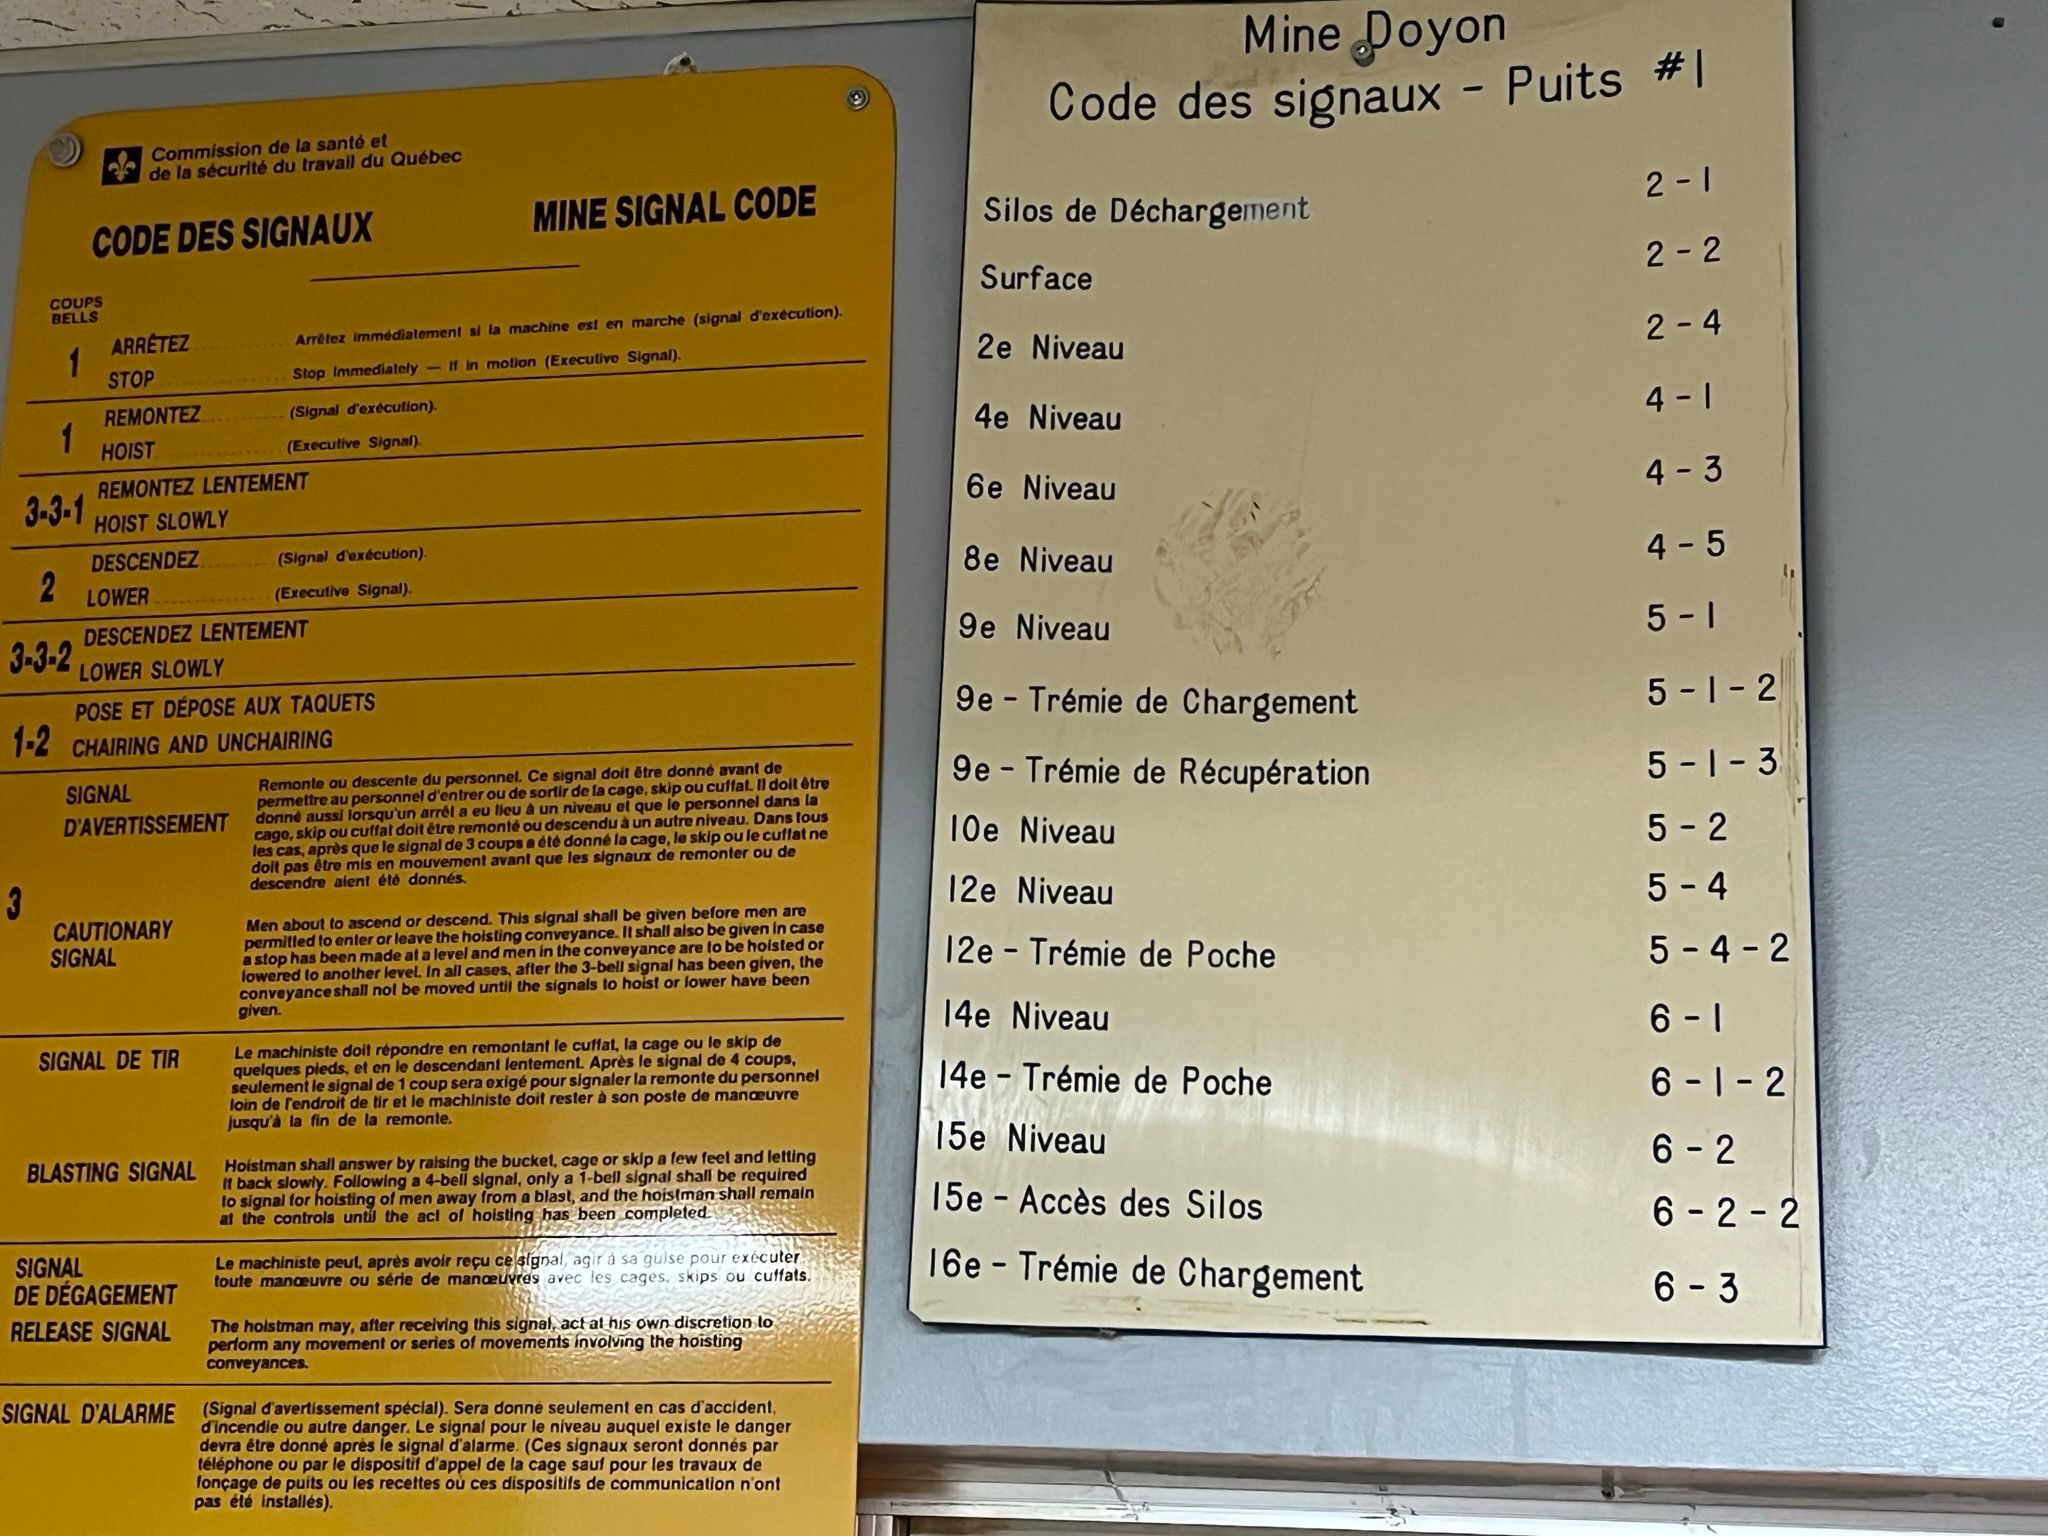 Commission de la santé et
de la sécurité du travail du Québec
CODE DES SIGNAUX
MINE SIGNAL CODE
COUPS
BELLS
1 ARRÊTEZ Arrêtez immédiatement si la machine est en marche (signal d'exécution).
STOP Stop Immediately — If in motion (Executive Signal).
1 REMONTEZ (Signal d'exécution).
HOIST (Executive Signal).
3-3-1 REMONTEZ LENTEMENT
HOIST SLOWLY
2 DESCENDEZ (Signal d'exécution).
LOWER (Executive Signal).
3-3-2 DESCENDEZ LENTEMENT
LOWER SLOWLY
1-2 POSE ET DÉPOSE AUX TAQUETS
CHAIRING AND UNCHAIRING
3
SIGNAL
D'AVERTISSEMENT
Remonte ou descente du personnel. Ce signal doit être donné avant de
permettre au personnel d'entrer ou de sortir de la cage, skip ou cuffat. Il doit être
donné aussi lorsqu'un arrêt a eu lieu à un niveau et que le personnel dans la
cage, skip ou cuffat doit être remonté ou descendu à un autre niveau. Dans tous
les cas, après que le signal de 3 coups a été donné la cage, le skip ou le cuffat ne
doit pas être mis en mouvement avant que les signaux de remonter ou de
descendre aient été donnés.
CAUTIONARY
SIGNAL
Men about to ascend or descend. This signal shall be given before men are
permitted to enter or leave the hoisting conveyance. It shall also be given in case
a stop has been made at a level and men in the conveyance are to be hoisted or
lowered to another level. In all cases, after the 3-bell signal has been given, the
conveyance shall not be moved until the signals to hoist or lower have been
given.
SIGNAL DE TIR
Le machiniste doit répondre en remontant le cuffat, la cage ou le skip de
quelques pieds, et en le descendant lentement. Après le signal de 4 coups,
seulement le signal de 1 coup sera exigé pour signaler la remonte du personnel
loin de l'endroit de tir et le machiniste doit rester à son poste de manœuvre
jusqu'à la fin de la remonte.
BLASTING SIGNAL
Hoistman shall answer by raising the bucket, cage or skip a few feet and letting
it back slowly. Following a 4-bell signal, only a 1-bell signal shall be required
to signal for hoisting of men away from a blast, and the hoistman shall remain
at the controls until the act of hoisting has been completed.
SIGNAL
DE DÉGAGEMENT
Le machiniste peut, après avoir reçu ce signal, agir à sa guise pour exécuter
toute manœuvre ou série de manœuvres avec les cages, skips ou cuffats.
RELEASE SIGNAL
The hoistman may, after receiving this signal, act at his own discretion to
perform any movement or series of movements involving the hoisting
conveyances.
SIGNAL D'ALARME
(Signal d'avertissement spécial). Sera donné seulement en cas d'accident,
d'incendie ou autre danger. Le signal pour le niveau auquel existe le danger
devra être donné après le signal d'alarme. (Ces signaux seront donnés par
téléphone ou par le dispositif d'appel de la cage sauf pour les travaux de
fonçage de puits ou les recettes où ces dispositifs de communication n'ont
pas été installés).
Mine Doyon
Code des signaux - Puits #1
Silos de Déchargement 2 - 1
Surface 2 - 2
2e Niveau 2 - 4
4e Niveau 4 - 1
6e Niveau 4 - 3
8e Niveau 4 - 5
9e Niveau 5 - 1
9e - Trémie de Chargement 5 - 1 - 2
9e - Trémie de Récupération 5 - 1 - 3
10e Niveau 5 - 2
12e Niveau 5 - 4
12e - Trémie de Poche 5 - 4 - 2
14e Niveau 6 - 1
14e - Trémie de Poche 6 - 1 - 2
15e Niveau 6 - 2
15e - Accès des Silos 6 - 2 - 2
16e - Trémie de Chargement 6 - 3